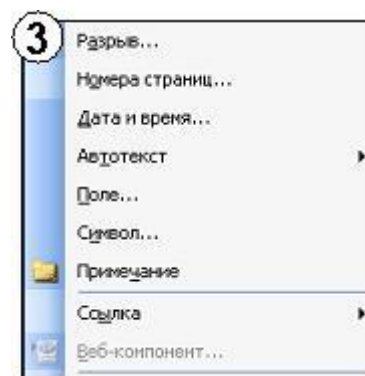 3
Разрыв...
Номера страниц...
Дата и время...
Автотекст
Поле...
Символ...
Примечание
Ссылка
Веб-компонент...